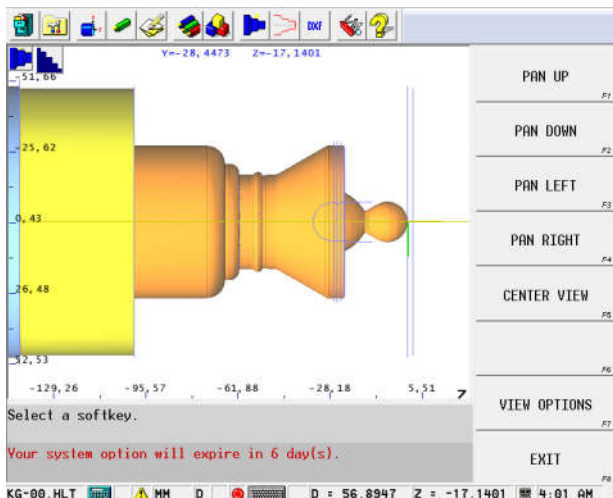 DXf
Y=-28,4473 Z=-17,1401
-51,66
PAN UP
F1
PAN DOWN
F2
-25,62
PAN LEFT
F3
0,43
PAN RIGHT
F4
26,48
CENTER VIEW
F5
52,53
F6
-129,26 -95,57 -61,88 -28,18 5,51 Z
VIEW OPTIONS
F7
Select a softkey.
Your system option will expire in 6 day(s).
EXIT
F8
KG-00.HLT MM D D = 56.8947 Z = -17.1401 4:01 AM